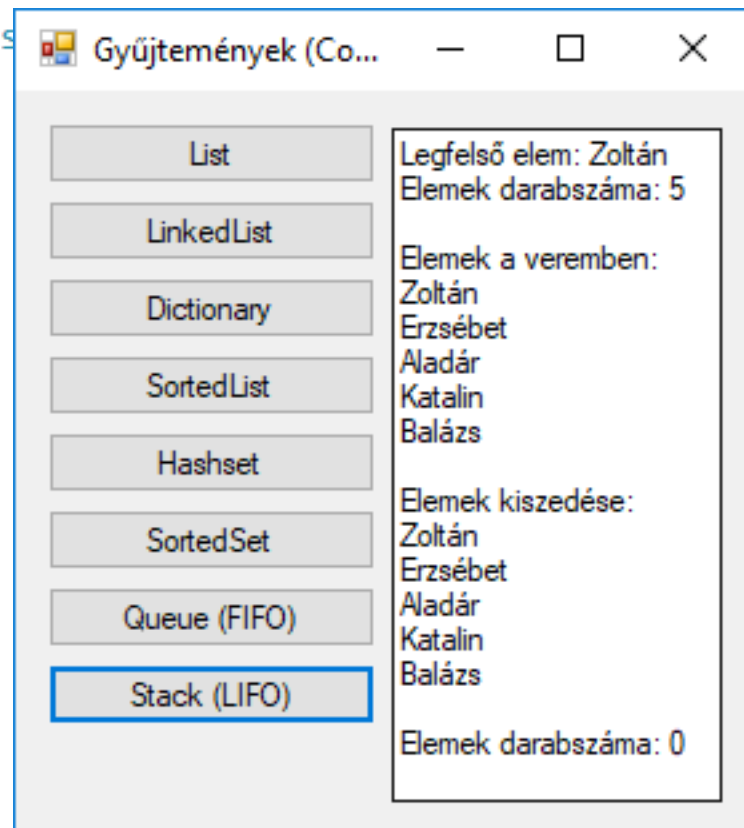 Gyűjtemények (Co...
List
LinkedList
Dictionary
SortedList
Hashset
SortedSet
Queue (FIFO)
Stack (LIFO)
Legfelső elem: Zoltán
Elemek darabszáma: 5
Elemek a veremben:
Zoltán
Erzsébet
Aladár
Katalin
Balázs
Elemek kiszedése:
Zoltán
Erzsébet
Aladár
Katalin
Balázs
Elemek darabszáma: 0